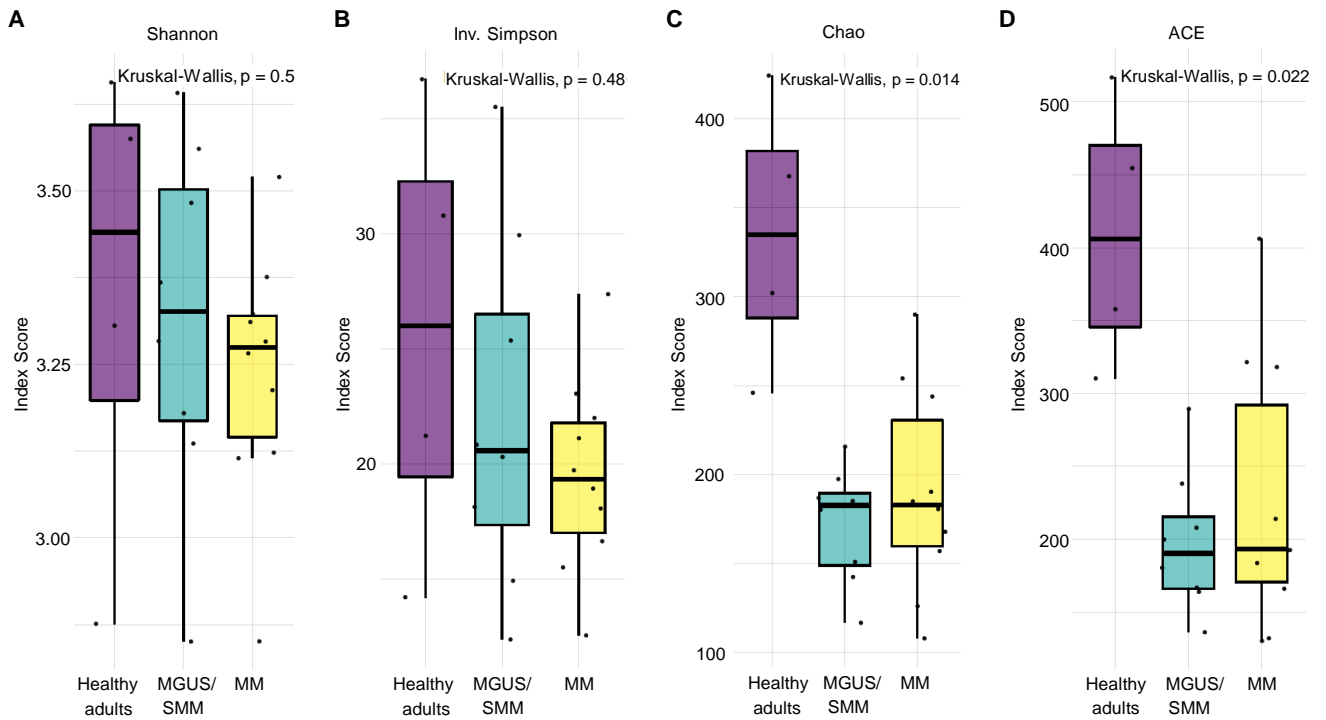 A
Shannon
Kruskal-Wallis, p = 0.5
Index Score
3.50
3.25
3.00
Healthy
adults
MGUS/
SMM
MM
B
Inv. Simpson
Kruskal-Wallis, p = 0.48
Index Score
30
20
Healthy
adults
MGUS/
SMM
MM
C
Chao
Kruskal-Wallis, p = 0.014
Index Score
400
300
200
100
Healthy
adults
MGUS/
SMM
MM
D
ACE
Kruskal-Wallis, p = 0.022
Index Score
500
400
300
200
Healthy
adults
MGUS/
SMM
MM